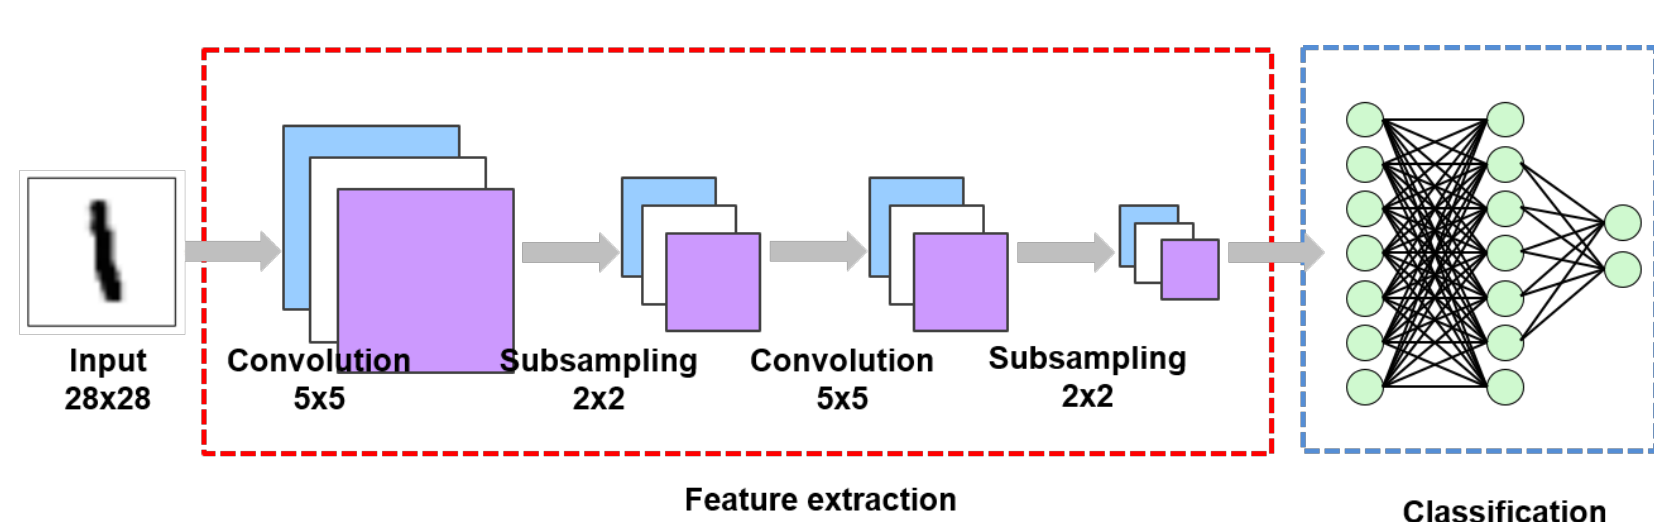 Input
28x28
Convolution
5x5
Subsampling
2x2
Convolution
5x5
Subsampling
2x2
Feature extraction
Classification